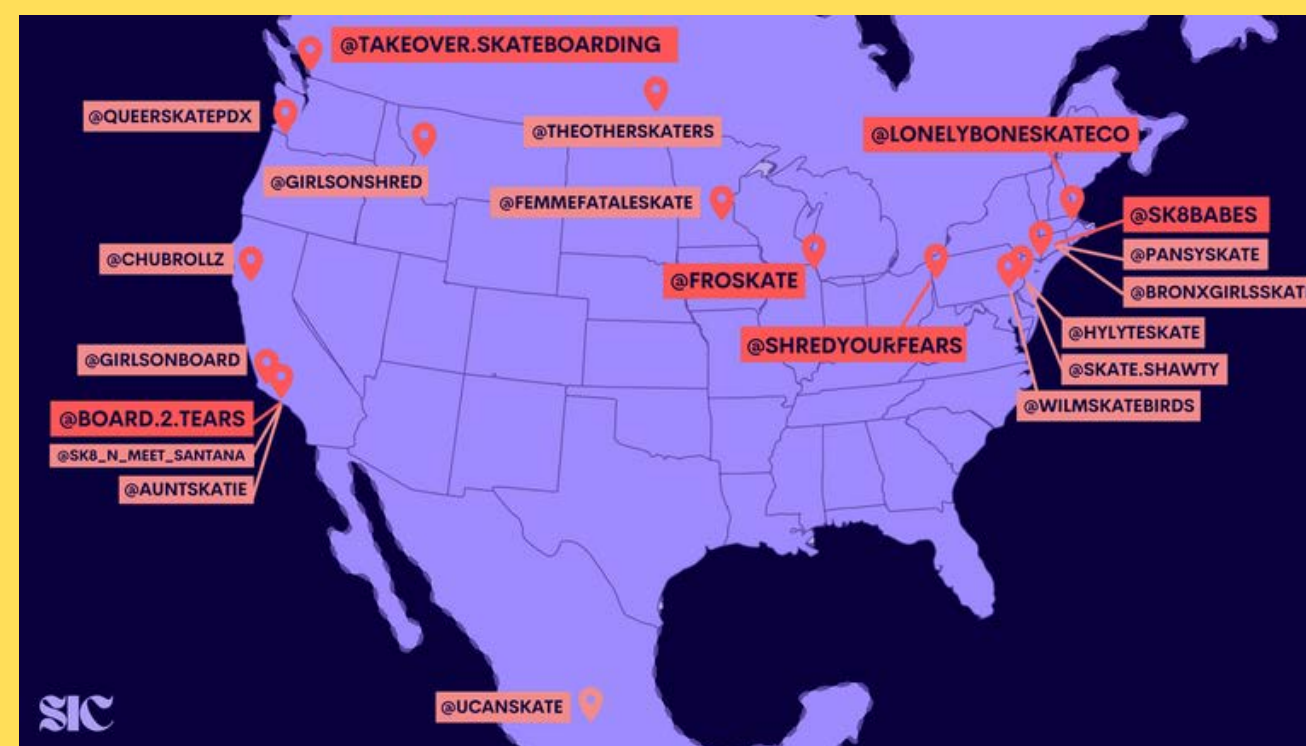 @TAKEOVER.SKATEBOARDING
@QUEERSKATEPDX
@THEOTHERSKATERS
@LONELYBONESKATECO
@GIRLSONSHRED
@FEMMEFATALESKATE
@SK8BABES
@PANSYSKATE
@CHUBROLLZ
@FROSKATE
@BRONXGIRLSSKAT
@HYLYTESKATE
@SHREDYOURFEARS
@GIRLSONBOARD
@SKATE.SHAWTY
@WILMSKATEBIRDS
@BOARD.2.TEARS
@SK8_N_MEET_SANTANA
@AUNTSKATIE
@UCANSKATE
SIC